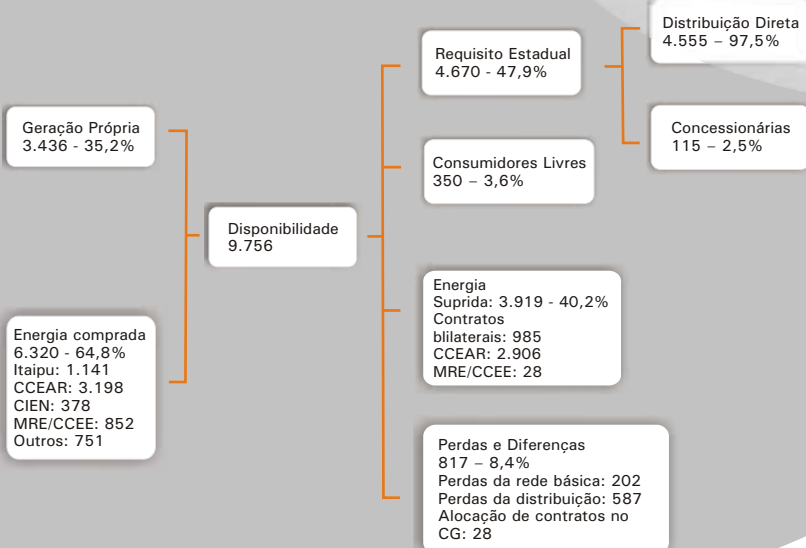 Geração Própria
3.436 - 35,2%
Energia comprada
6.320 - 64,8%
Itaipu: 1.141
CCEAR: 3.198
CIEN: 378
MRE/CCEE: 852
Outros: 751
Disponibilidade
9.756
Requisito Estadual
4.670 - 47,9%
Distribuição Direta
4.555 – 97,5%
Concessionárias
115 – 2,5%
Consumidores Livres
350 – 3,6%
Energia
Suprida: 3.919 - 40,2%
Contratos
blilaterais: 985
CCEAR: 2.906
MRE/CCEE: 28
Perdas e Diferenças
817 – 8,4%
Perdas da rede básica: 202
Perdas da distribuição: 587
Alocação de contratos no
CG: 28